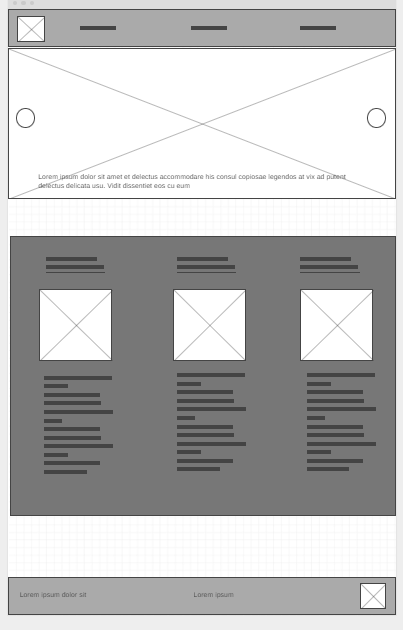 Lorem ipsum dolor sit amet et delectus accommodare his consul copiosae legendos at vix ad putent
delectus delicata usu. Vidit dissentiet eos cu eum
Lorem ipsum dolor sit
Lorem ipsum